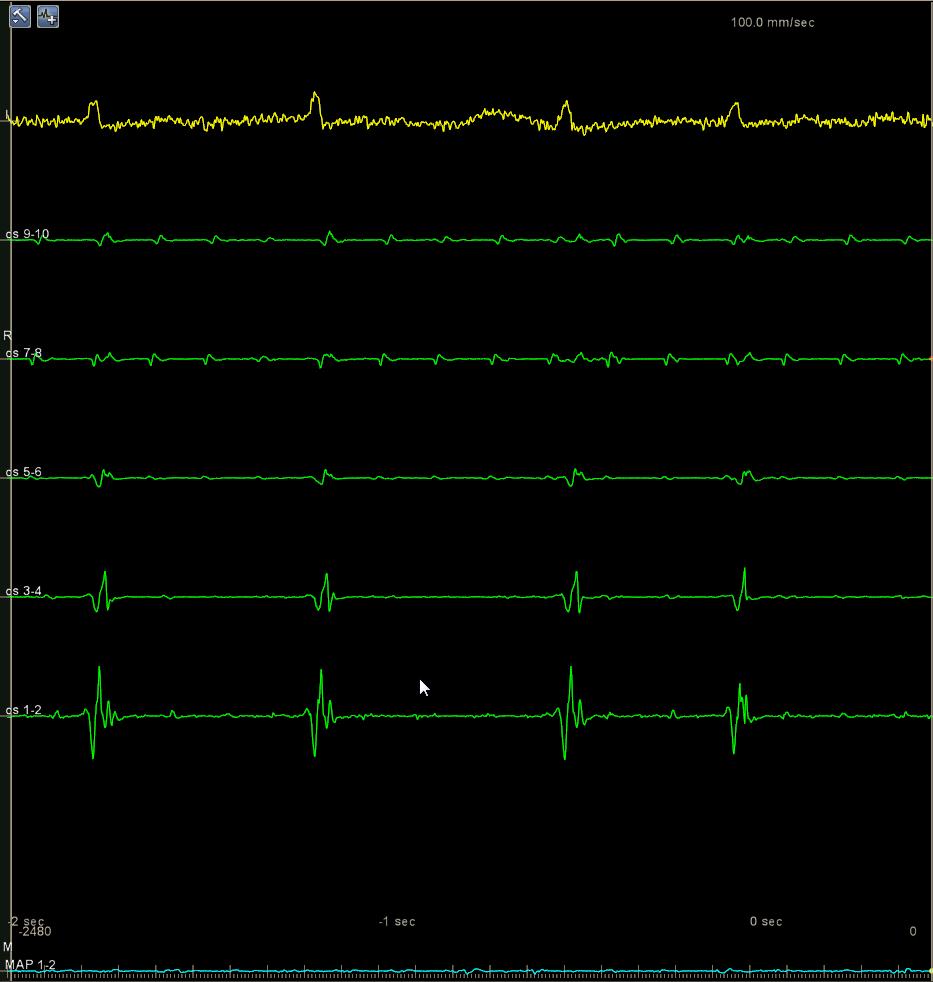 100.0 mm/sec
I
cs 9-10
R
cs 7-8
cs 5-6
cs 3-4
cs 1-2
-2 sec
-1 sec
0 sec
-2480
0
M
MAP 1-2